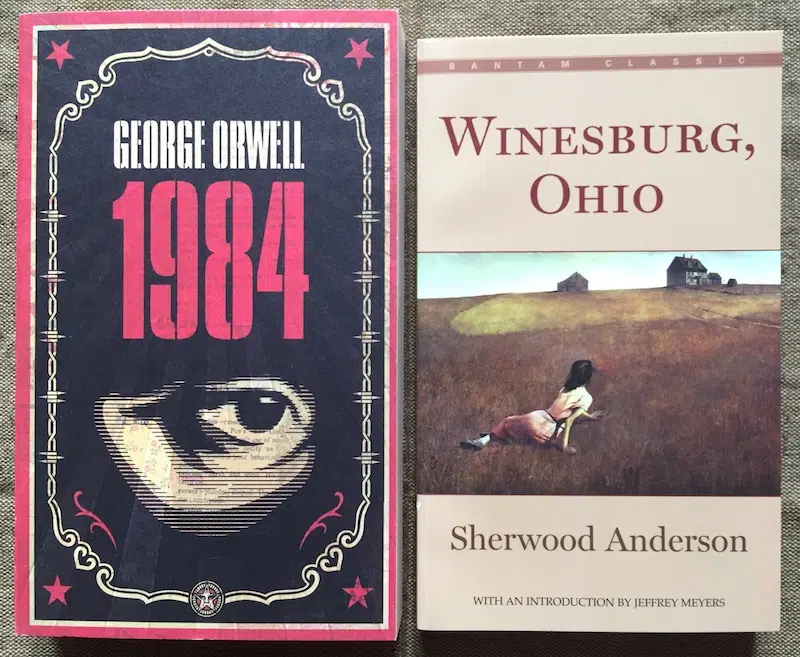 GEORGE ORWELL
1984
BANTAM CLASSIC
WINESBURG,
OHIO
Sherwood Anderson
WITH AN INTRODUCTION BY JEFFREY MEYERS